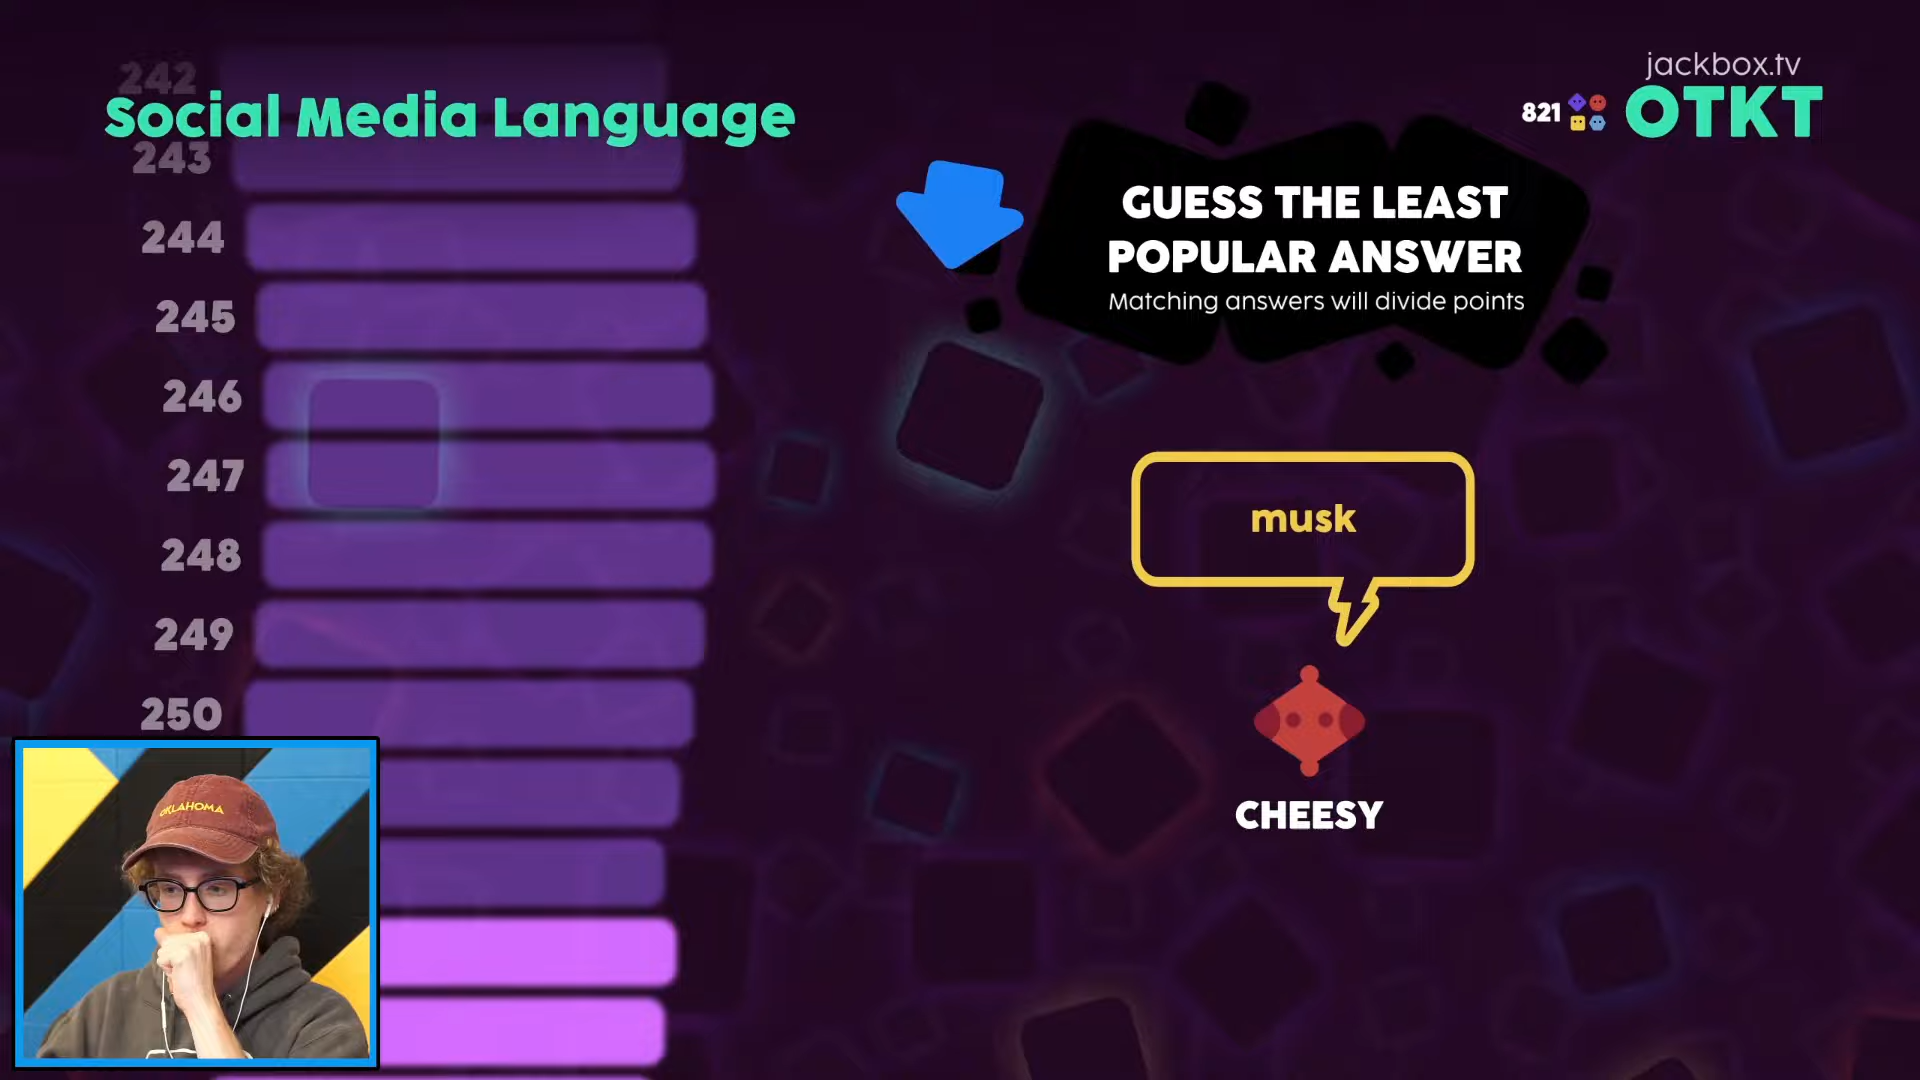 242
Social Media Language
243
244
245
246
247
248
249
250
jackbox.tv
821
OTKT
GUESS THE LEAST
POPULAR ANSWER
Matching answers will divide points
musk
CHEESY
OKLAHOMA